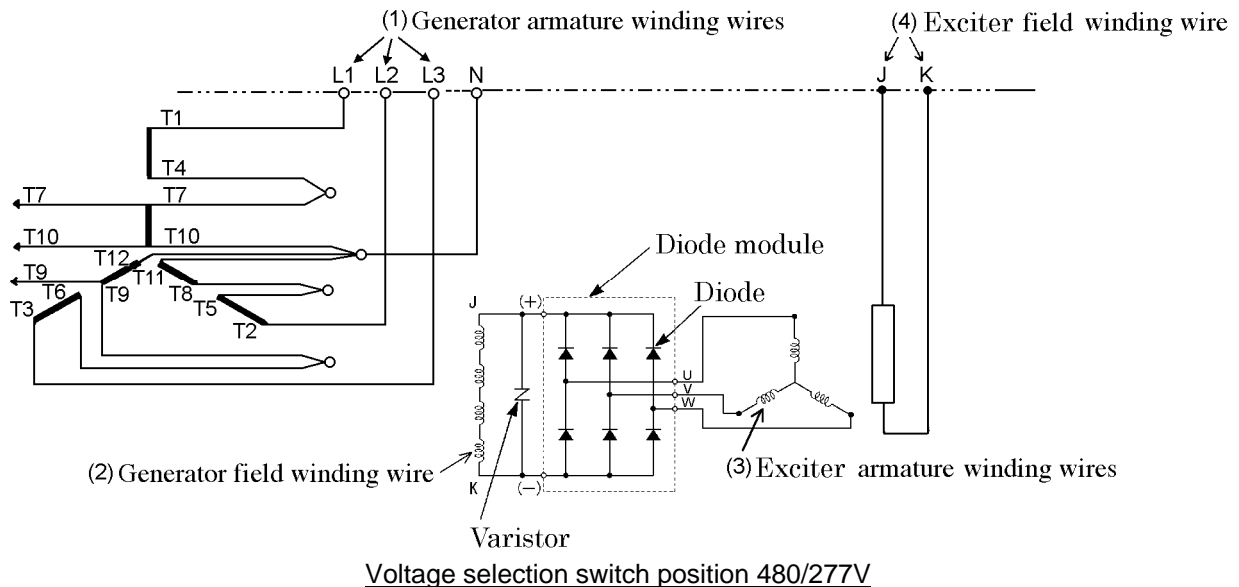 (1) Generator armature winding wires
(4) Exciter field winding wire
L1 L2 L3 N
J K
T1
T4
T7 T7
T10 T10
T12
T11
T9
T9
T8
T6
T5
T3
T2
J (+)
Diode module
Diode
U
V
W
(2) Generator field winding wire
K (−)
(3) Exciter armature winding wires
Varistor
Voltage selection switch position 480/277V